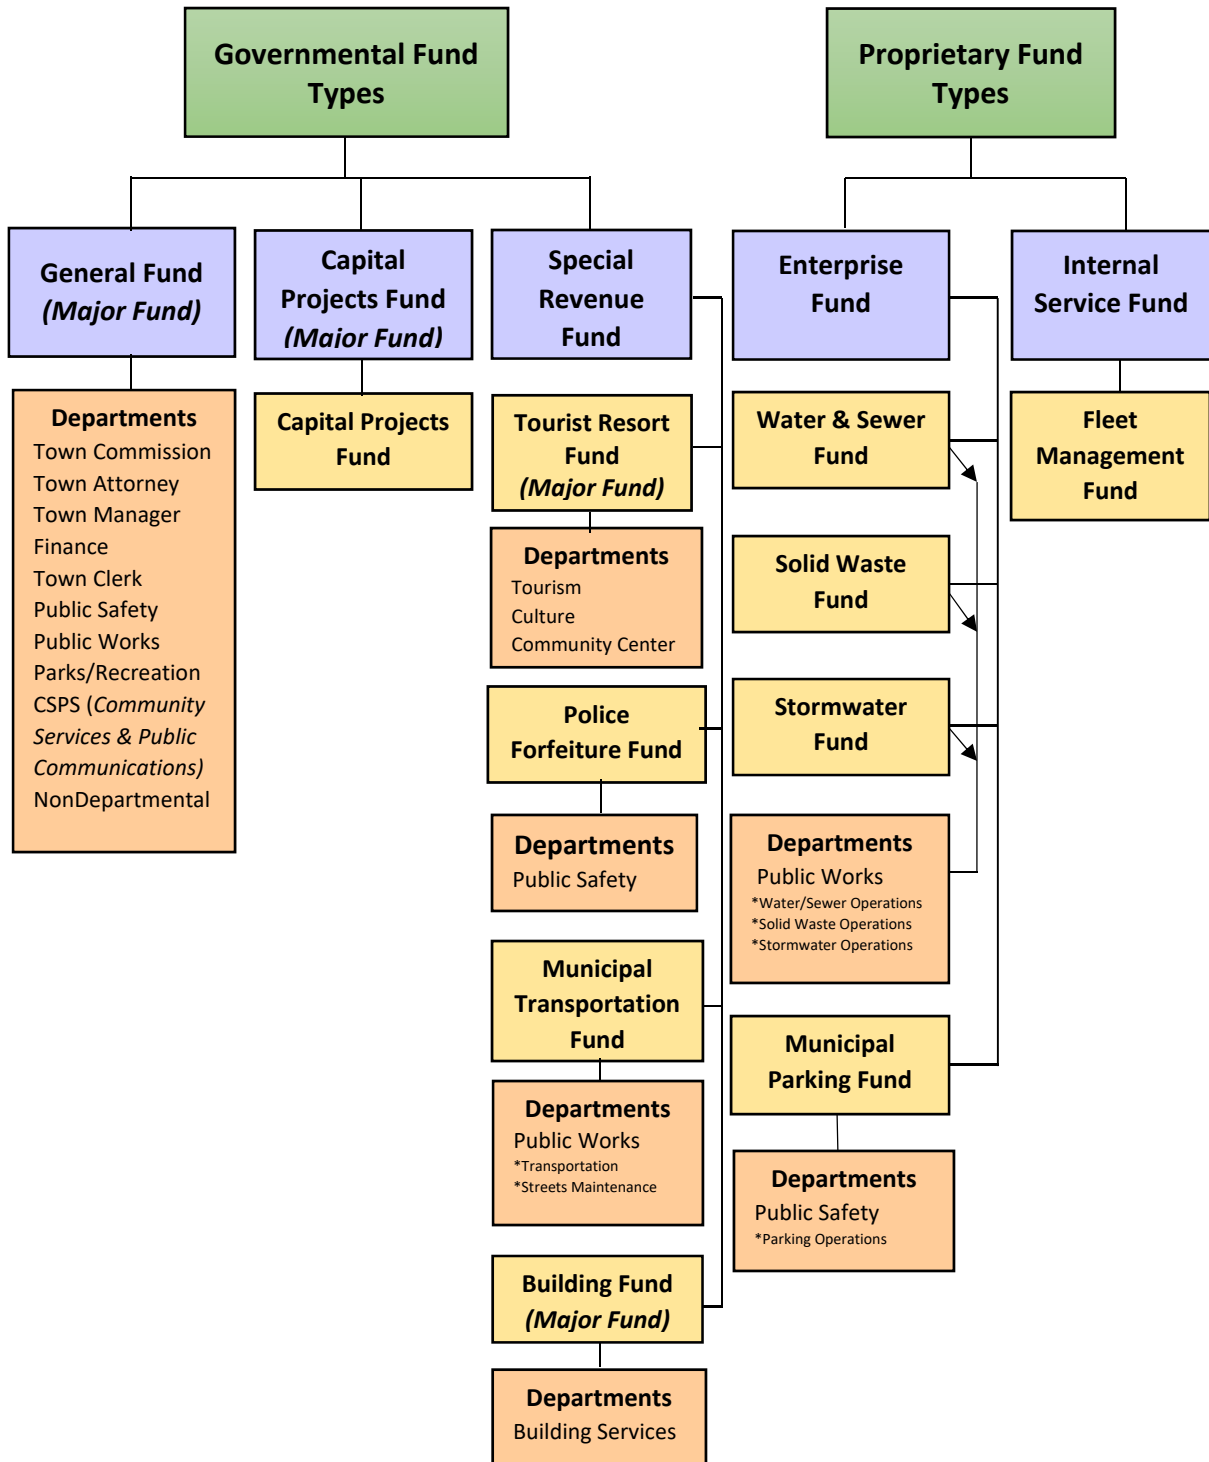 Governmental Fund
Types
Proprietary Fund
Types
General Fund
(Major Fund)
Capital
Projects Fund
(Major Fund)
Special
Revenue
Fund
Enterprise
Fund
Internal
Service Fund
Departments
Town Commission
Town Attorney
Town Manager
Finance
Town Clerk
Public Safety
Public Works
Parks/Recreation
CSPS (Community
Services & Public
Communications)
NonDepartmental
Capital Projects
Fund
Tourist Resort
Fund
(Major Fund)
Departments
Tourism
Culture
Community Center
Police
Forfeiture Fund
Departments
Public Safety
Municipal
Transportation
Fund
Departments
Public Works
*Transportation
*Streets Maintenance
Building Fund
(Major Fund)
Departments
Building Services
Water & Sewer
Fund
Solid Waste
Fund
Stormwater
Fund
Departments
Public Works
*Water/Sewer Operations
*Solid Waste Operations
*Stormwater Operations
Municipal
Parking Fund
Departments
Public Safety
*Parking Operations
Fleet
Management
Fund